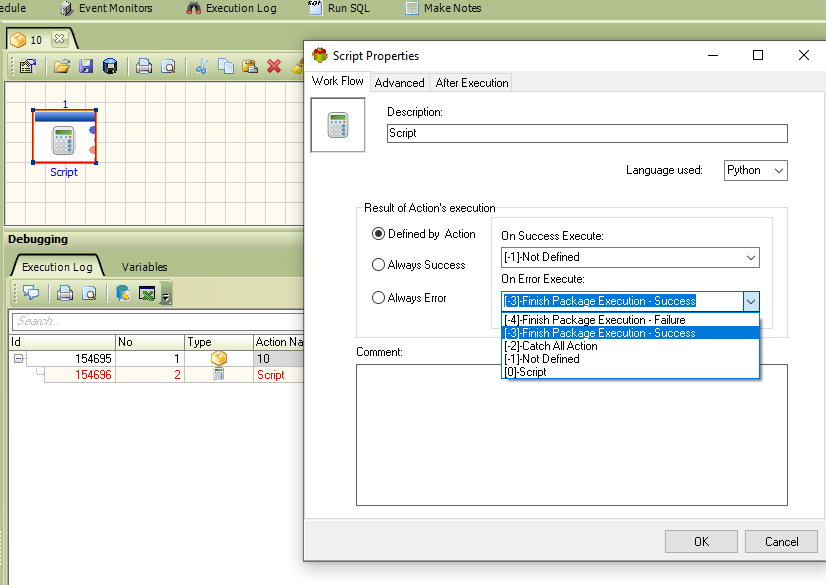 edule
Event Monitors
Execution Log
SQL
Run SQL
Make Notes
10
Script Properties
Work Flow
Advanced
After Execution
Description:
Script
Language used:
Python
Result of Action's execution
Defined by Action
Always Success
Always Error
On Success Execute:
[-1]-Not Defined
On Error Execute:
[-3]-Finish Package Execution - Success
[-4]-Finish Package Execution - Failure
[-3]-Finish Package Execution - Success
[-2]-Catch All Action
[-1]-Not Defined
[0]-Script
Comment:
OK
Cancel
1
Script
Debugging
Execution Log
Variables
Search...
Id No Type Action Na
154695 1 10
154696 2 Script